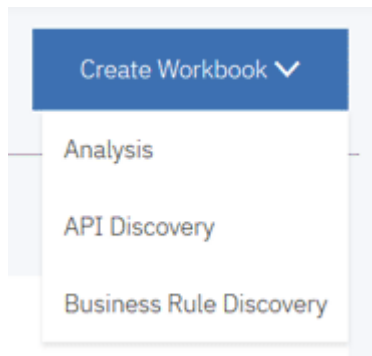 Create Workbook
Analysis
API Discovery
Business Rule Discovery